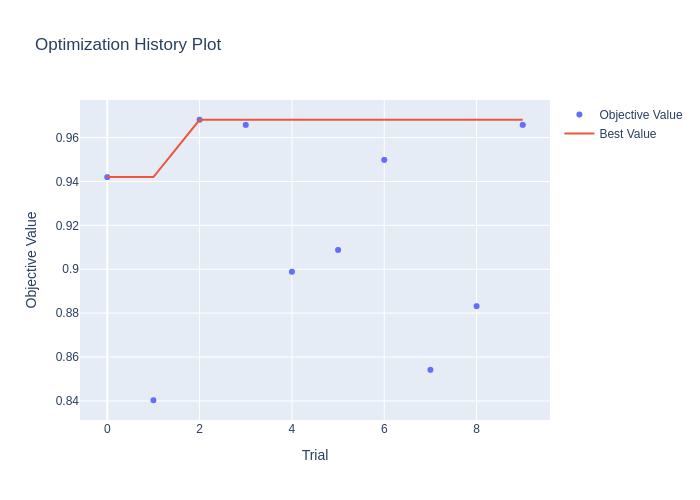 Optimization History Plot
Objective Value
Best Value
0.96
0.94
0.92
0.9
0.88
0.86
0.84
Objective Value
0 2 4 6 8
Trial